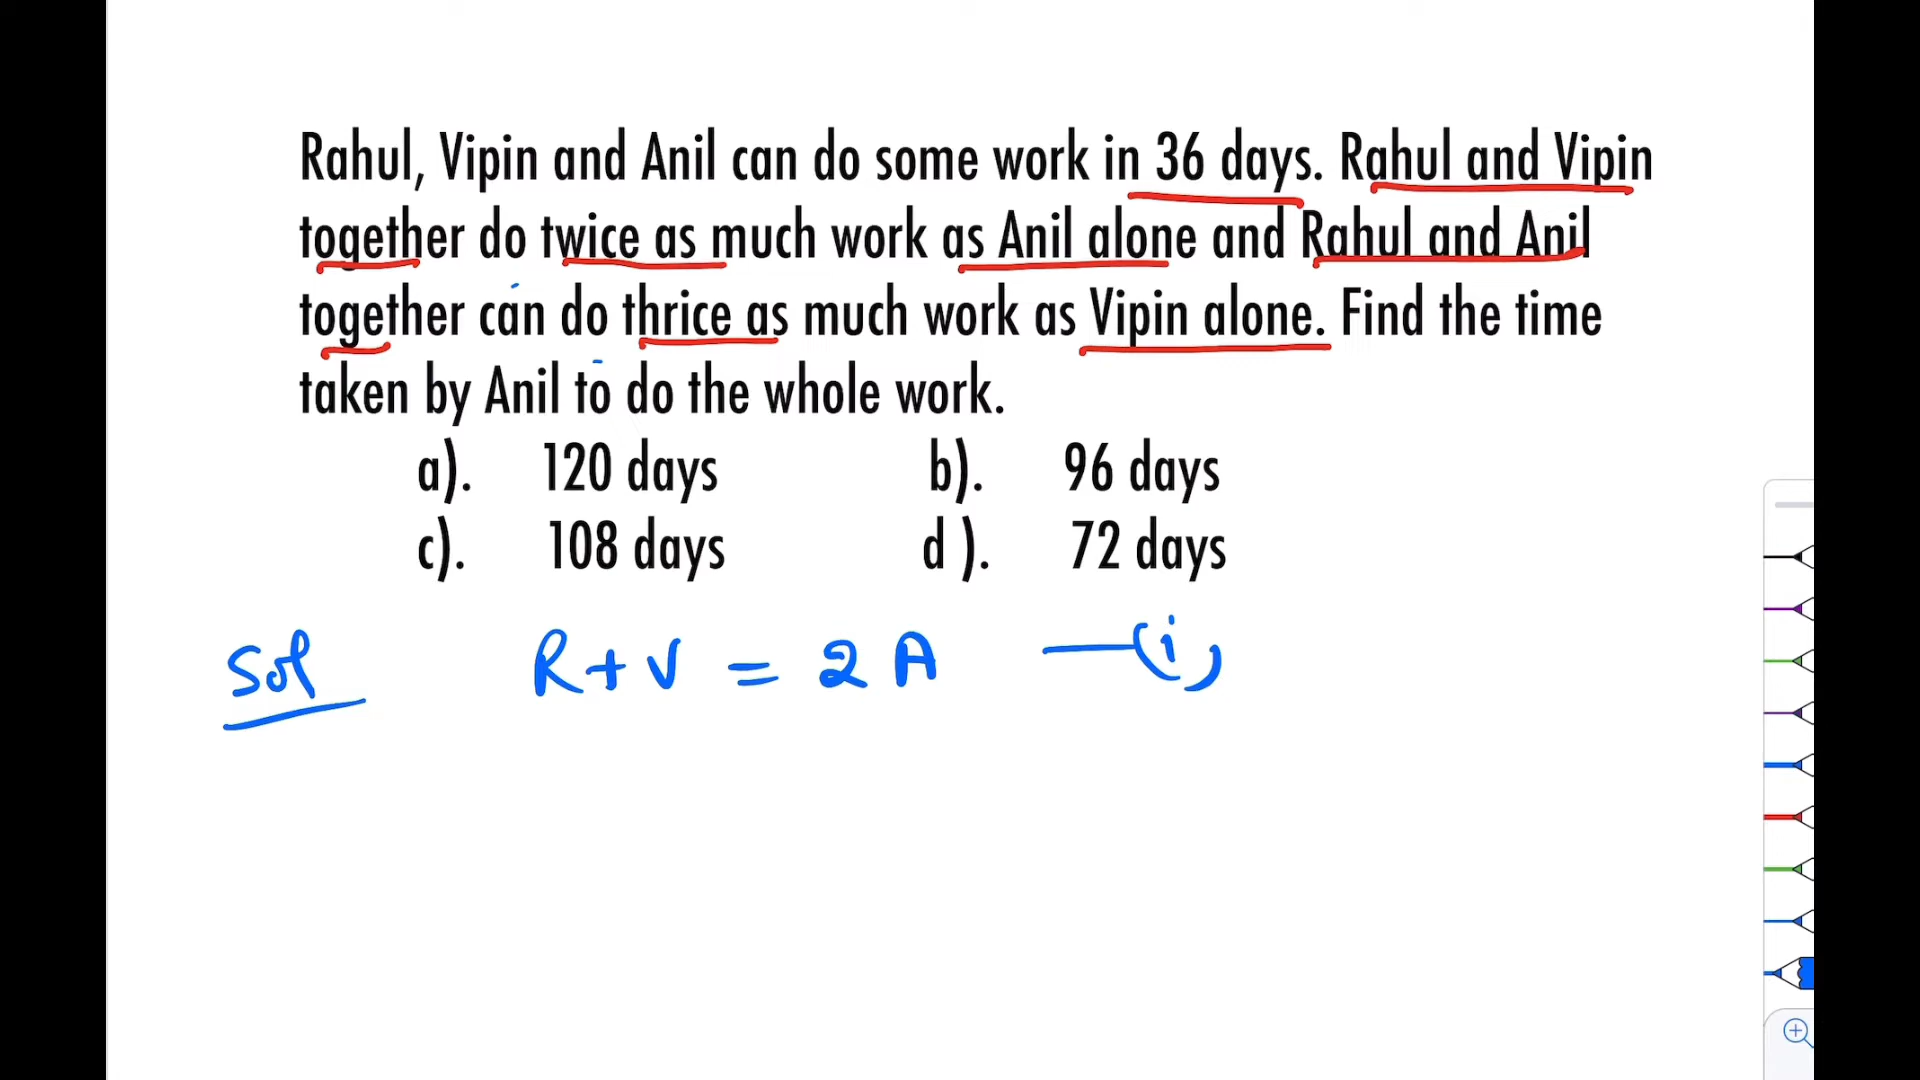 Rahul, Vipin and Anil can do some work in 36 days. Rahul and Vipin
together do twice as much work as Anil alone and Rahul and Anil
together can do thrice as much work as Vipin alone. Find the time
taken by Anil to do the whole work.
a). 120 days b). 96 days
c). 108 days d ). 72 days
Sol R + V = 2 A —(i)